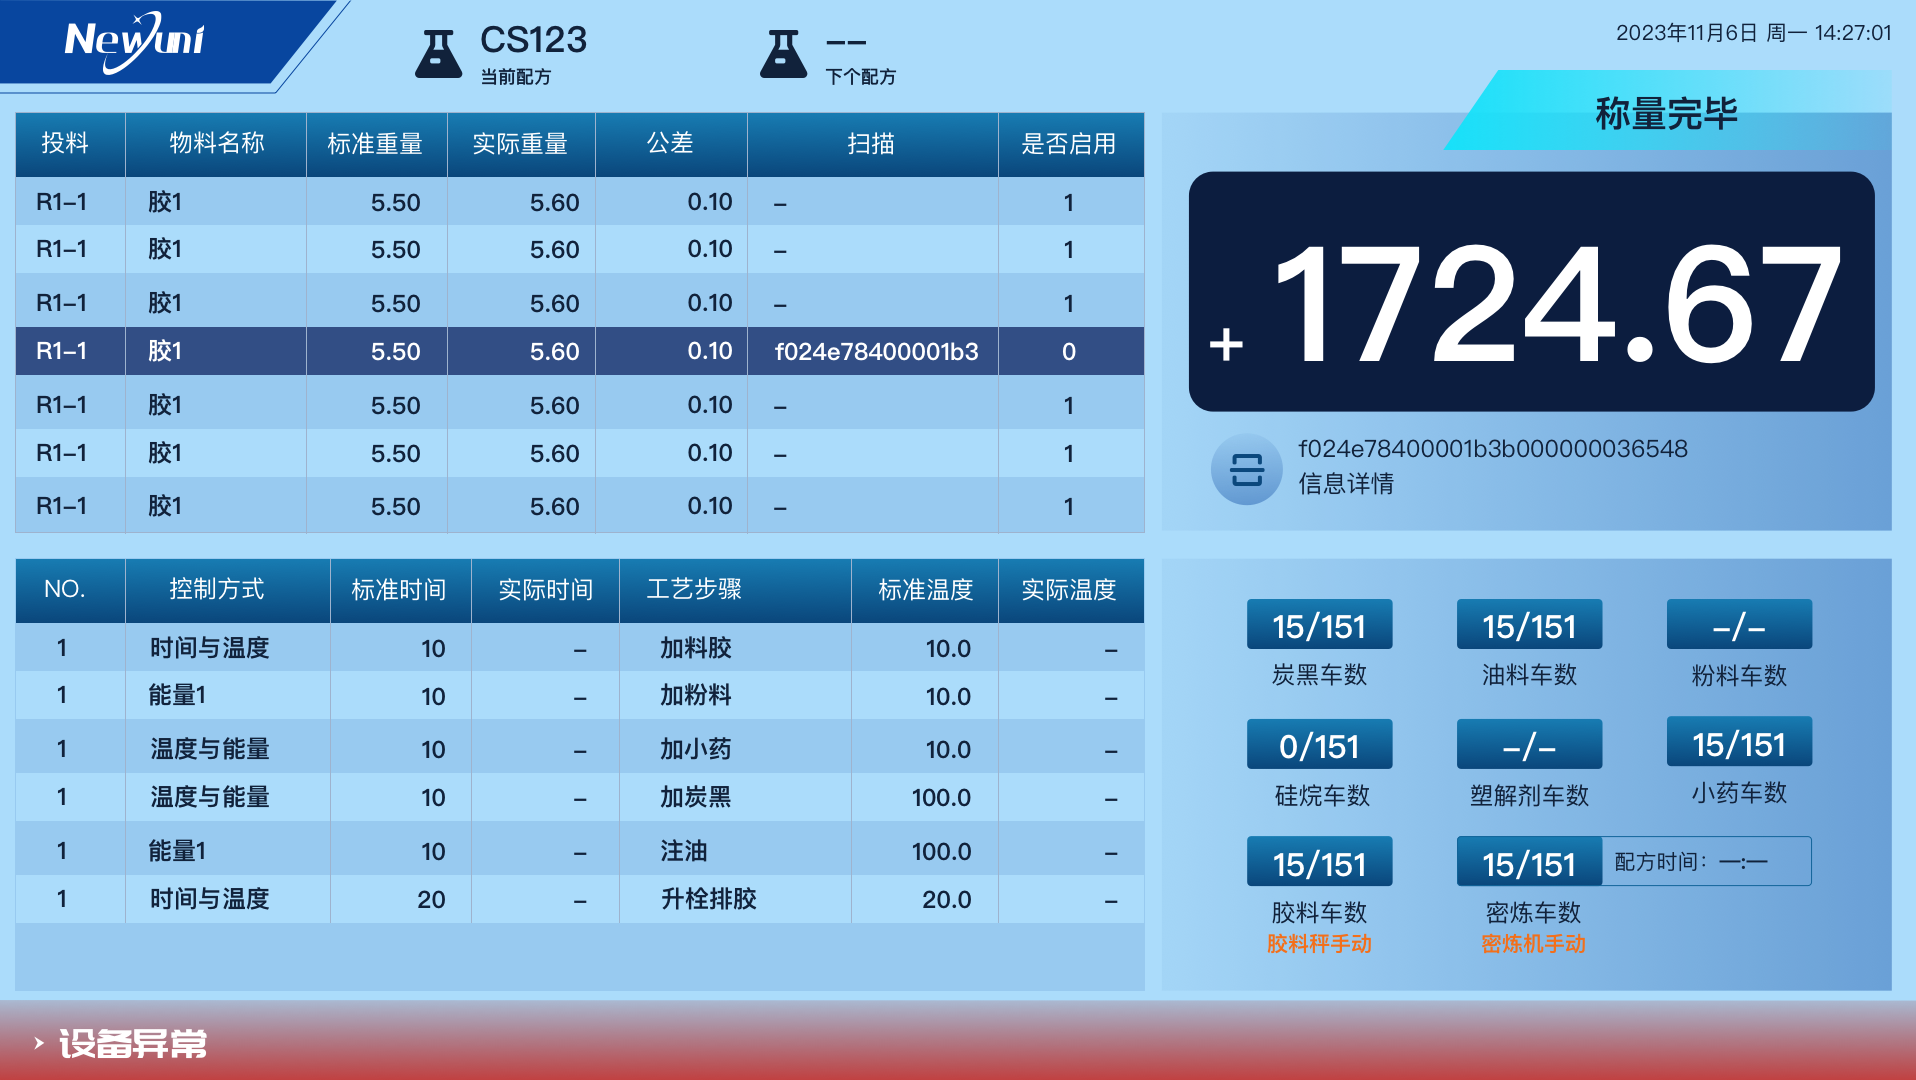 Newuni
CS123
当前配方
--
下个配方
2023年11月6日 周一 14:27:01
称量完毕
投料 物料名称 标准重量 实际重量 公差 扫描 是否启用
R1-1 胶1 5.50 5.60 0.10 - 1
R1-1 胶1 5.50 5.60 0.10 - 1
R1-1 胶1 5.50 5.60 0.10 - 1
R1-1 胶1 5.50 5.60 0.10 f024e78400001b3 0
R1-1 胶1 5.50 5.60 0.10 - 1
R1-1 胶1 5.50 5.60 0.10 - 1
R1-1 胶1 5.50 5.60 0.10 - 1
+1724.67
f024e78400001b3b000000036548
信息详情
NO. 控制方式 标准时间 实际时间 工艺步骤 标准温度 实际温度
1 时间与温度 10 - 加料胶 10.0 -
1 能量1 10 - 加粉料 10.0 -
1 温度与能量 10 - 加小药 10.0 -
1 温度与能量 10 - 加炭黑 100.0 -
1 能量1 10 - 注油 100.0 -
1 时间与温度 20 - 升栓排胶 20.0 -
15/151 15/151 -/-
炭黑车数 油料车数 粉料车数
0/151 -/- 15/151
硅烷车数 塑解剂车数 小药车数
15/151 15/151 配方时间：—:—
胶料车数 密炼车数
胶料秤手动 密炼机手动
设备异常